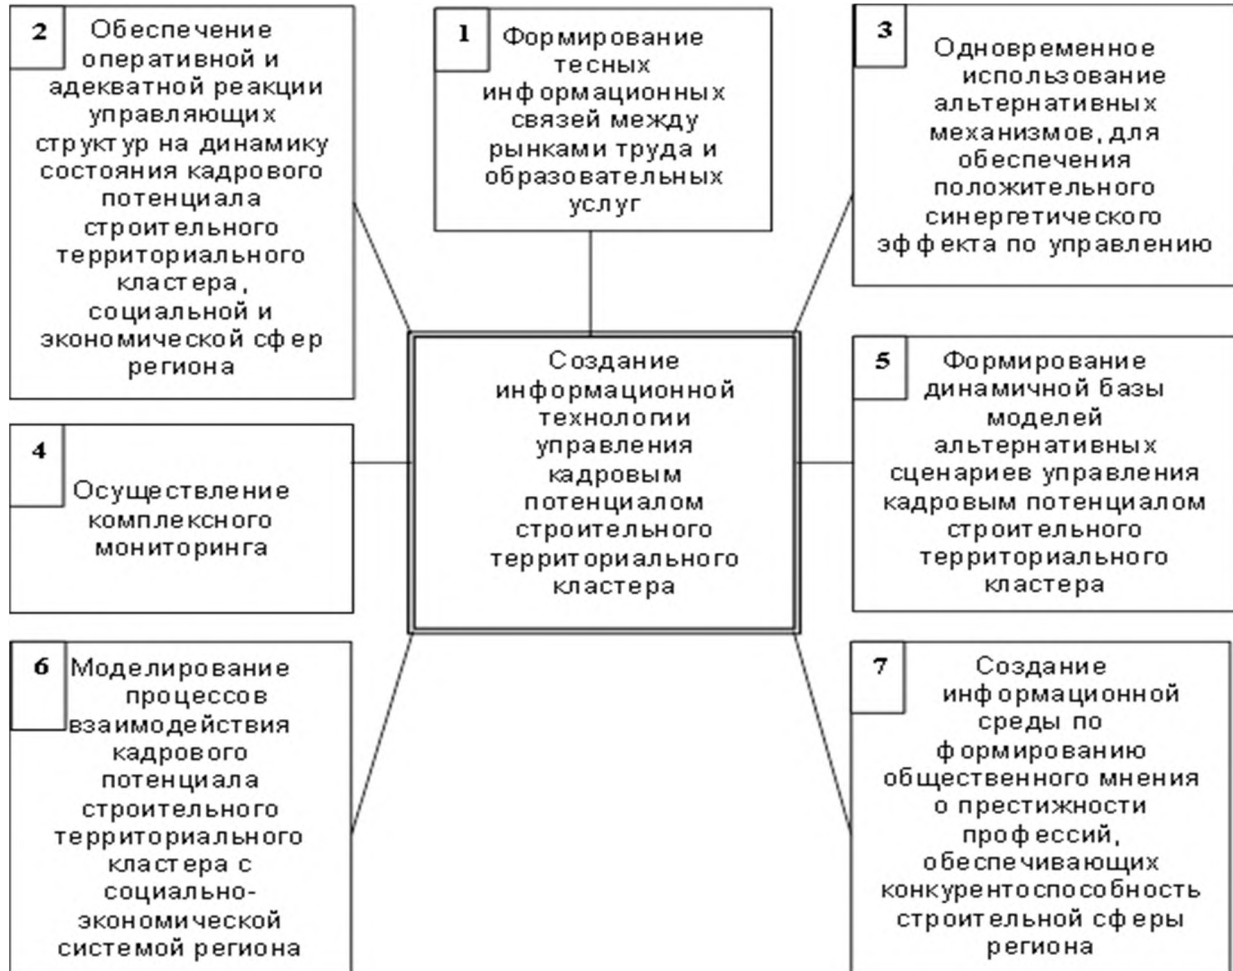 1
Формирование
тесных
информационных
связей между
рынками труда и
образовательных
услуг
2
Обеспечение
оперативной и
адекватной реакции
управляющих
структур на динамику
состояния кадрового
потенциала
строительного
территориального
кластера,
социальной и
экономической сфер
региона
3
Одновременное
использование
альтернативных
механизмов, для
обеспечения
положительного
синергетического
эффекта по управлению
Создание
информационной
технологии
управления
кадровым
потенциалом
строительного
территориального
кластера
4
Осуществление
комплексного
мониторинга
5
Формирование
динамичной базы
моделей
альтернативных
сценариев управления
кадровым потенциалом
строительного
территориального
кластера
6
Моделирование
процессов
взаимодействия
кадрового
потенциала
строительного
территориального
кластера с
социально-
экономической
системой региона
7
Создание
информационной
среды по
формированию
общественного мнения
о престижности
профессий,
обеспечивающих
конкурентоспособность
строительной сферы
региона